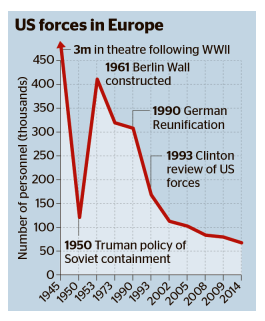 US forces in Europe
3m in theatre following WWII
1961 Berlin Wall
constructed
1990 German
Reunification
1993 Clinton
review of US
forces
1950 Truman policy of
Soviet containment
Number of personnel (thousands)
450
400
350
300
250
200
150
100
50
0
1945
1950
1953
1973
1990
1993
2002
2005
2008
2009
2014